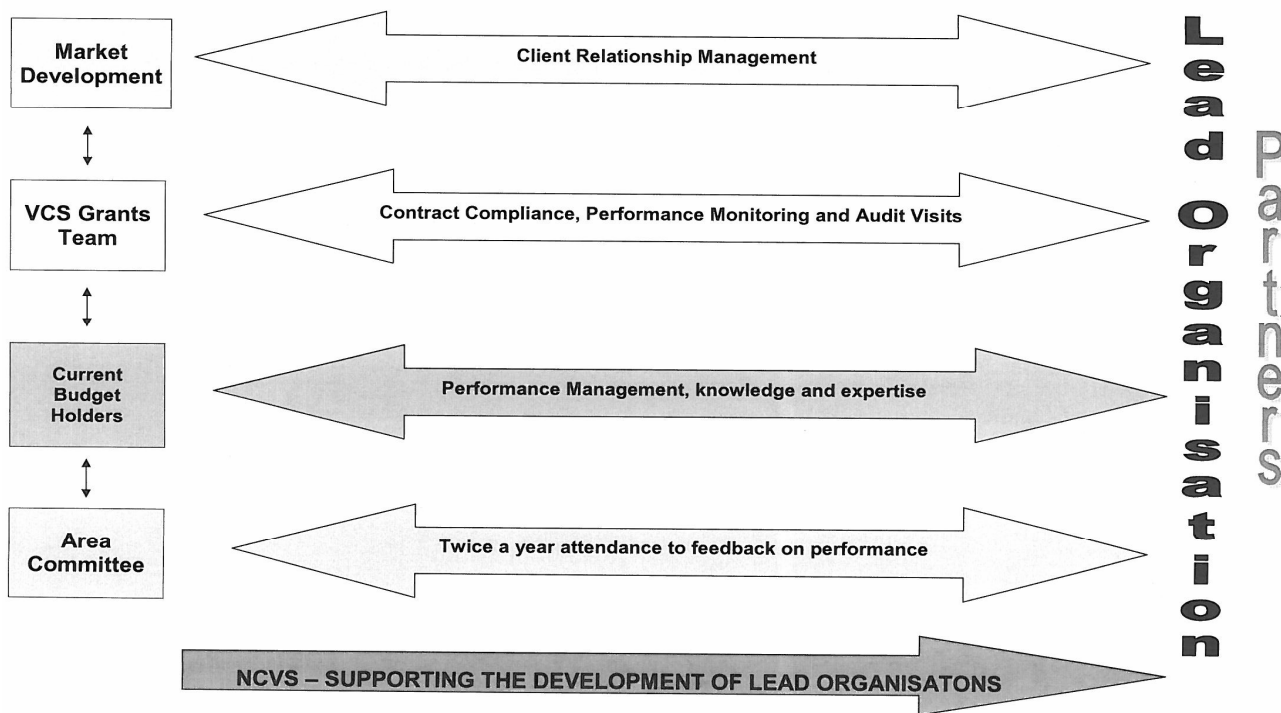 Market
Development
Client Relationship Management
VCS Grants
Team
Contract Compliance, Performance Monitoring and Audit Visits
Current
Budget
Holders
Performance Management, knowledge and expertise
Area
Committee
Twice a year attendance to feedback on performance
NCVS – SUPPORTING THE DEVELOPMENT OF LEAD ORGANISATONS
Lead Organisation
Partners